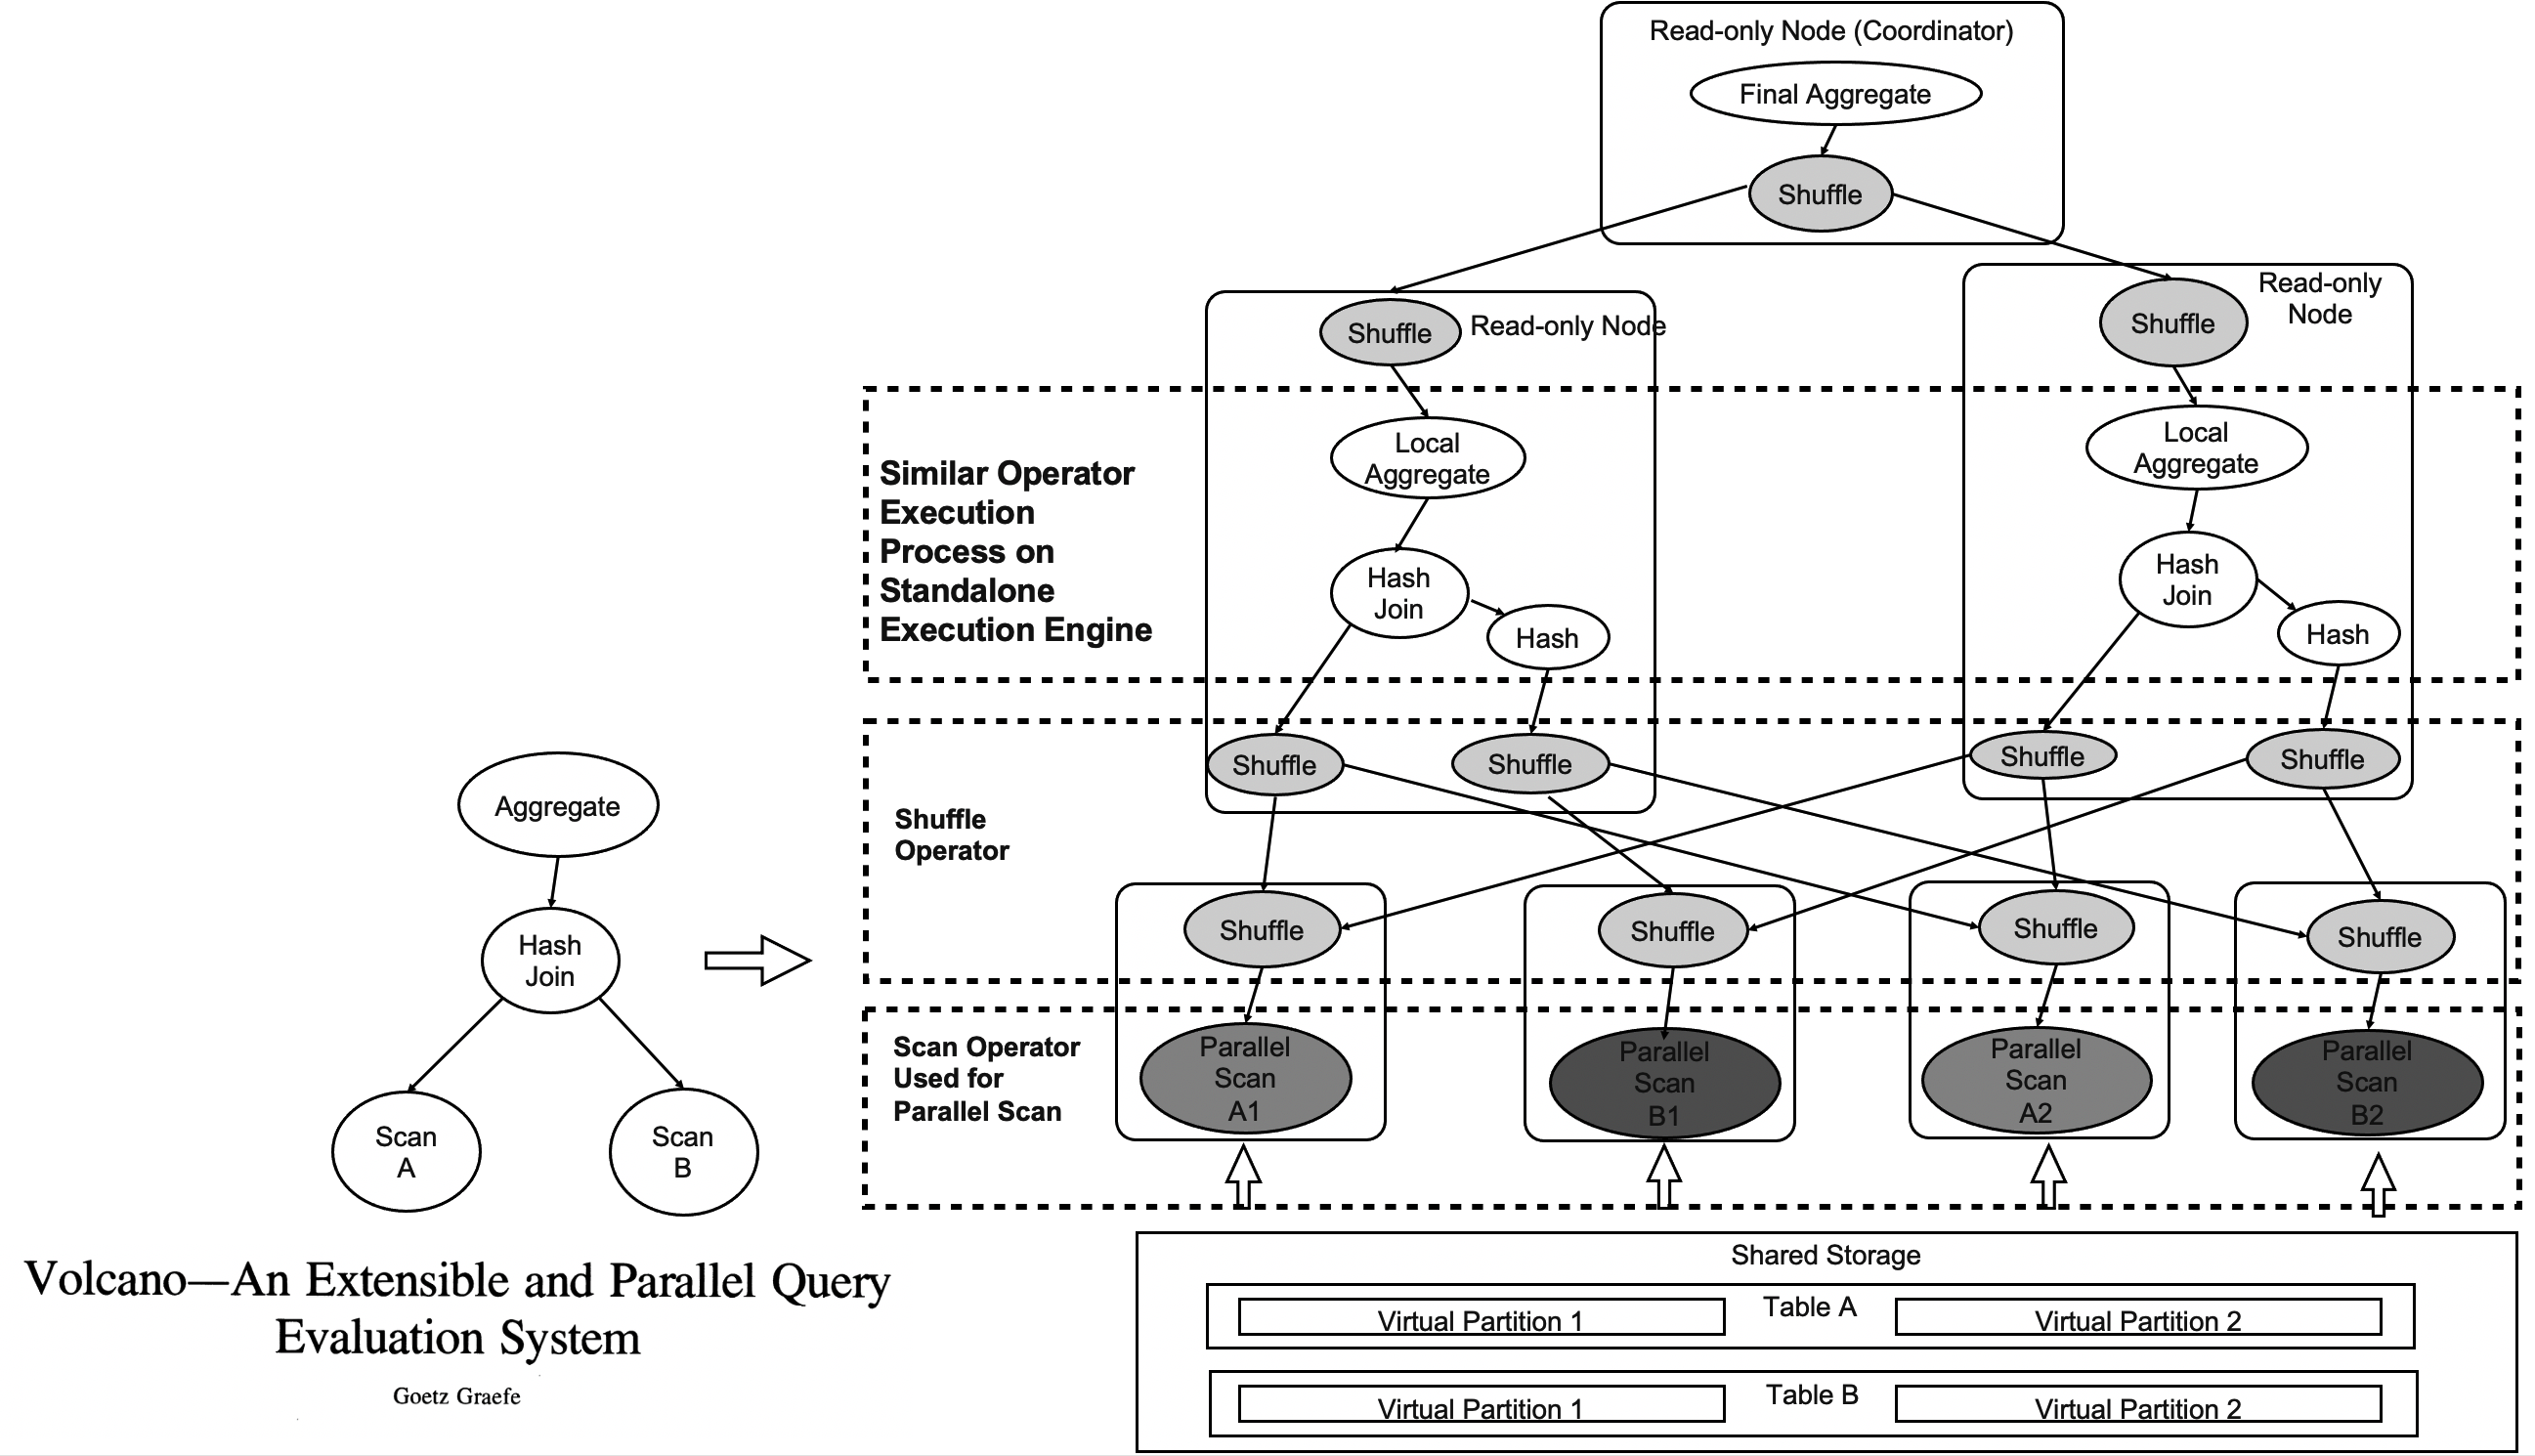 Read-only Node (Coordinator)
Final Aggregate
Shuffle
Shuffle
Read-only Node
Shuffle
Read-only
Node
Similar Operator
Execution
Process on
Standalone
Execution Engine
Local
Aggregate
Hash
Join
Hash
Local
Aggregate
Hash
Join
Hash
Shuffle
Shuffle
Shuffle
Shuffle
Shuffle
Operator
Shuffle
Shuffle
Shuffle
Shuffle
Scan Operator
Used for
Parallel Scan
Parallel
Scan
A1
Parallel
Scan
B1
Parallel
Scan
A2
Parallel
Scan
B2
Aggregate
Hash
Join
Scan
A
Scan
B
Shared Storage
Table A
Virtual Partition 1
Virtual Partition 2
Table B
Virtual Partition 1
Virtual Partition 2
Volcano—An Extensible and Parallel Query
Evaluation System
Goetz Graefe